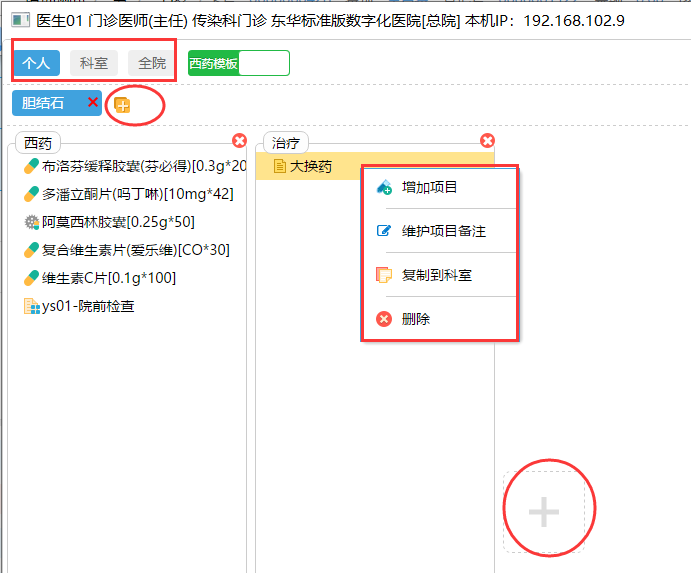 医生01 门诊医师(主任) 传染科门诊 东华标准版数字化医院[总院] 本机IP：192.168.102.9
个人 科室 全院 西药模板
胆结石
西药
布洛芬缓释胶囊(芬必得)[0.3g*20
多潘立酮片(吗丁啉)[10mg*42]
阿莫西林胶囊[0.25g*50]
复合维生素片(爱乐维)[CO*30]
维生素C片[0.1g*100]
ys01-院前检查
治疗
大换药
增加项目
维护项目备注
复制到科室
删除